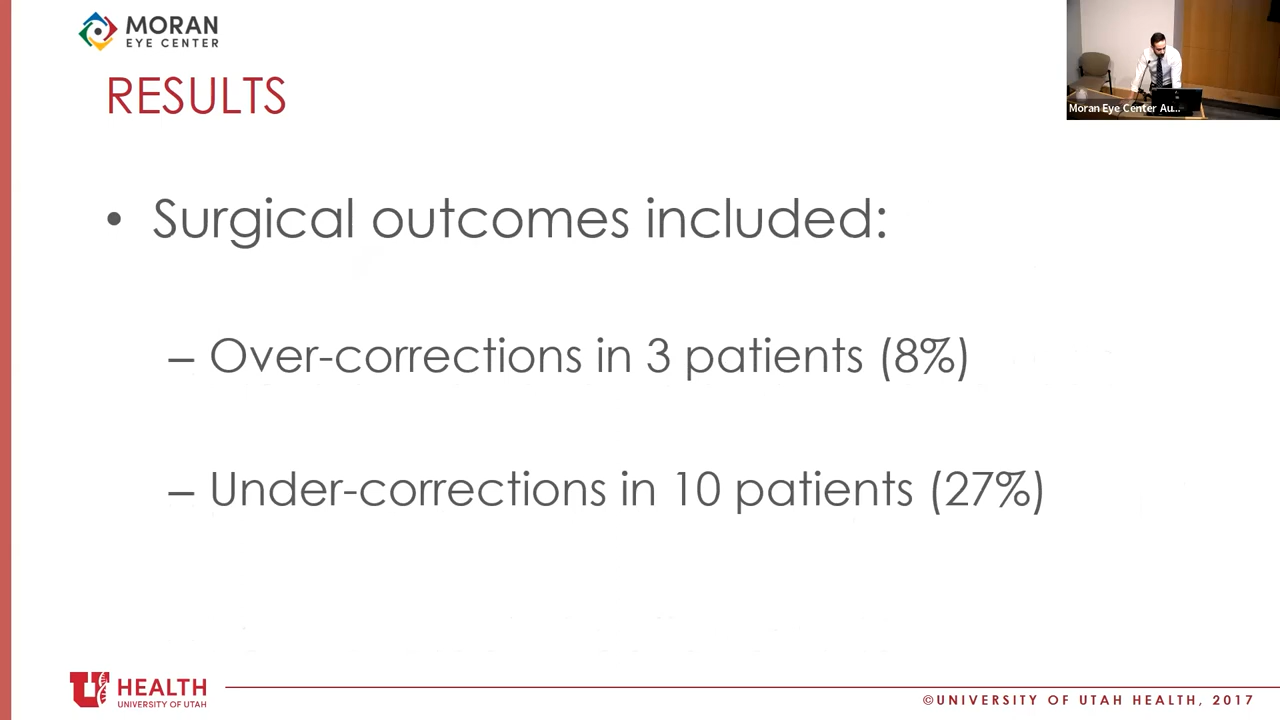 MORAN
EYE CENTER
RESULTS
Moran Eye Center Au...
• Surgical outcomes included:
– Over-corrections in 3 patients (8%)
– Under-corrections in 10 patients (27%)
U HEALTH
UNIVERSITY OF UTAH
©UNIVERSITY OF UTAH HEALTH, 2017